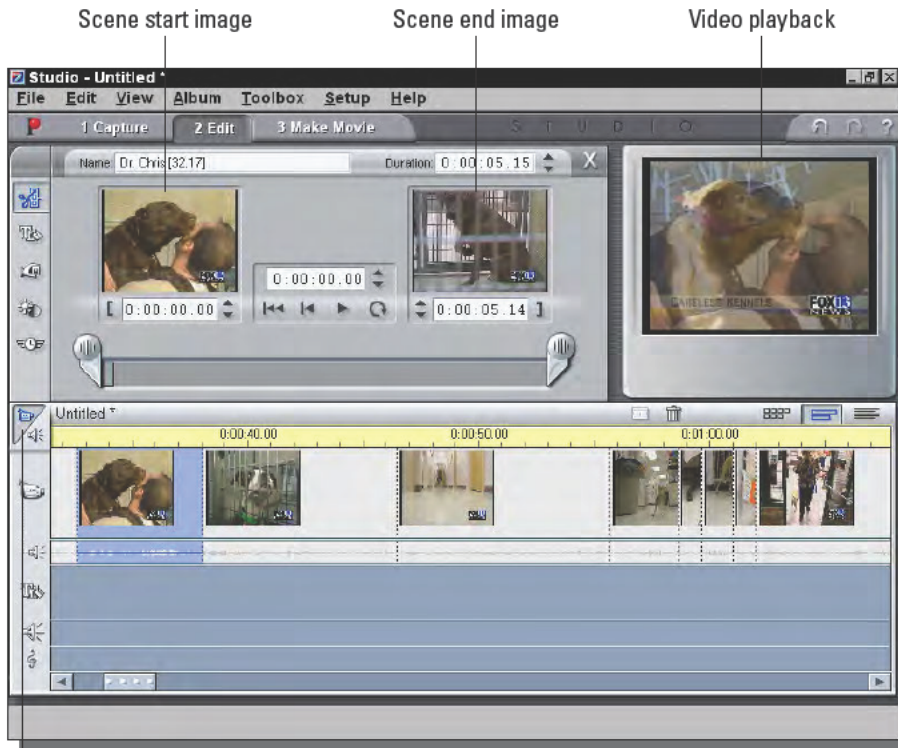 Scene start image Scene end image Video playback
Studio - Untitled *
File Edit View Album Toolbox Setup Help
1 Capture 2 Edit 3 Make Movie S T U D I O ?
Name: Dr. Chris [32.17] Duration: 0:00:05.15 X
0:00:00.00
[ 0:00:00.00 0:00:05.14 ]
CARELESS KENNELS FOX 13
NEWS
Untitled *
0:00:40.00 0:00:50.00 0:01:00.00